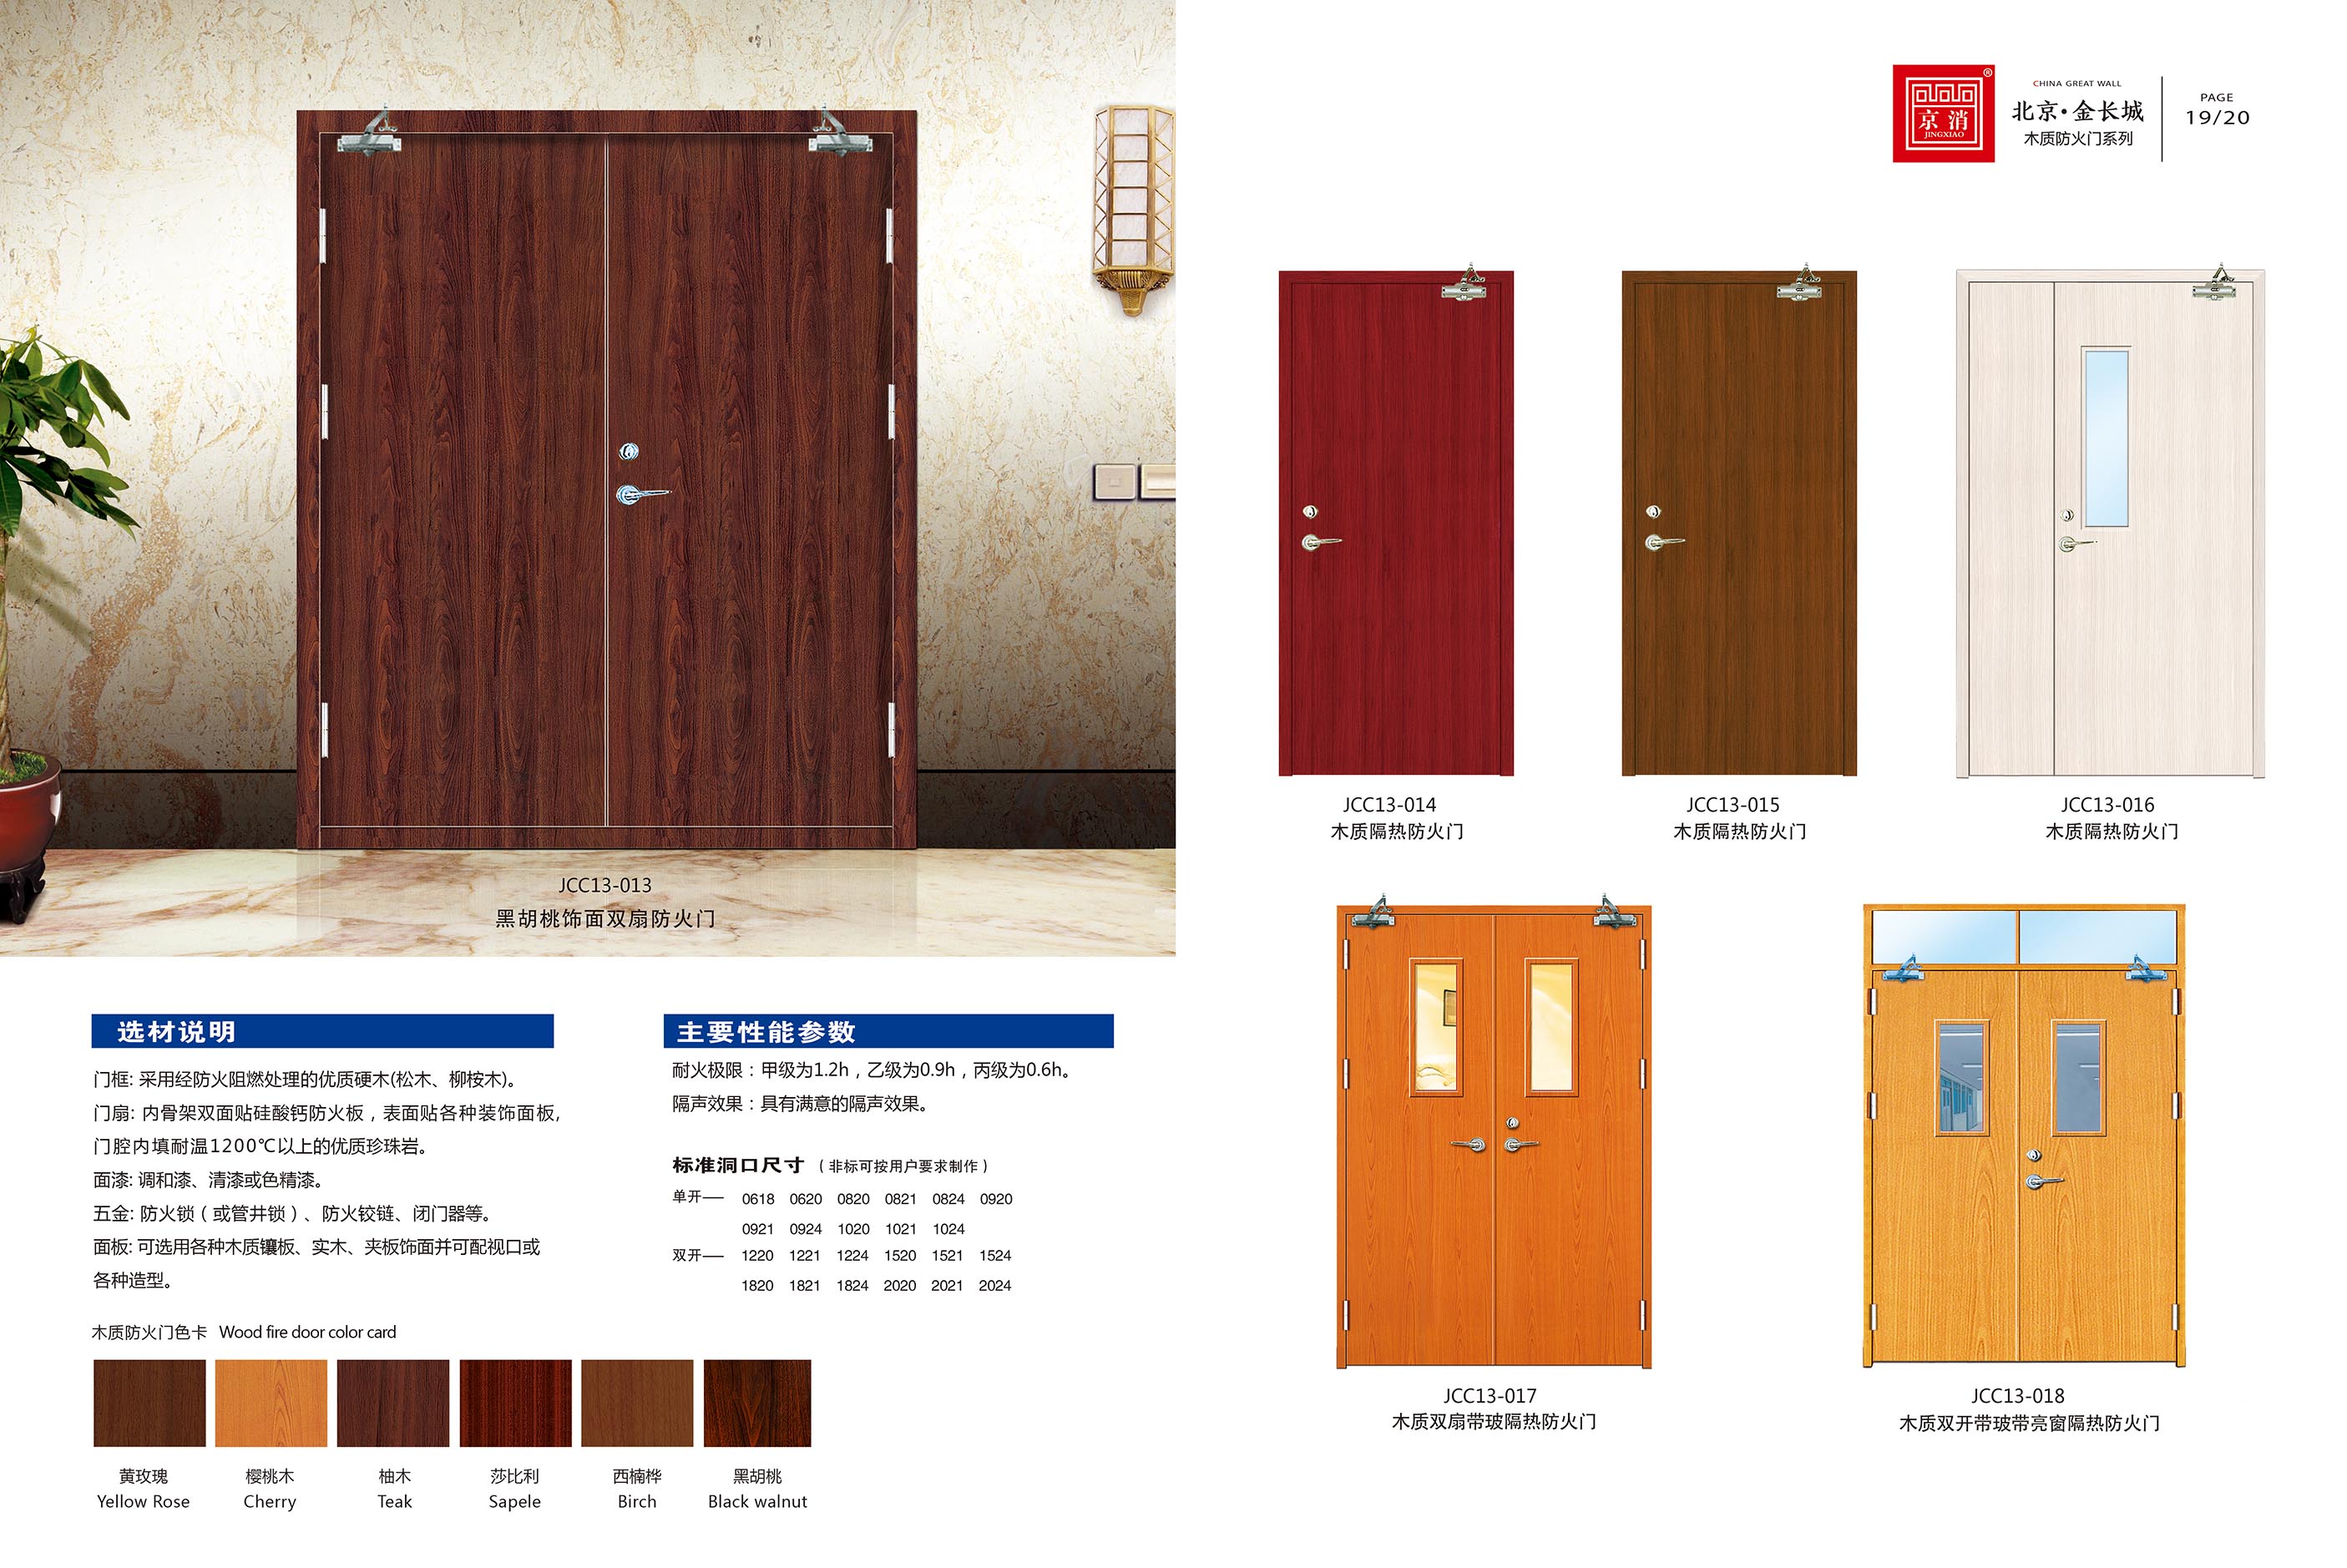 京消
JINGXIAO
®
CHINA GREAT WALL
北京·金长城
木质防火门系列
PAGE
19/20
JCC13-013
黑胡桃饰面双扇防火门
选材说明
门框: 采用经防火阻燃处理的优质硬木(松木、柳桉木)。
门扇: 内骨架双面贴硅酸钙防火板，表面贴各种装饰面板,
门腔内填耐温1200℃以上的优质珍珠岩。
面漆: 调和漆、清漆或色精漆。
五金: 防火锁（或管井锁）、防火铰链、闭门器等。
面板: 可选用各种木质镶板、实木、夹板饰面并可配视口或
各种造型。
主要性能参数
耐火极限：甲级为1.2h，乙级为0.9h，丙级为0.6h。
隔声效果：具有满意的隔声效果。
标准洞口尺寸（非标可按用户要求制作）
单开— 0618 0620 0820 0821 0824 0920
0921 0924 1020 1021 1024
双开— 1220 1221 1224 1520 1521 1524
1820 1821 1824 2020 2021 2024
木质防火门色卡 Wood fire door color card
黄玫瑰 樱桃木 柚木 莎比利 西楠桦 黑胡桃
Yellow Rose Cherry Teak Sapele Birch Black walnut
JCC13-014 JCC13-015 JCC13-016
木质隔热防火门 木质隔热防火门 木质隔热防火门
JCC13-017 JCC13-018
木质双扇带玻隔热防火门 木质双开带玻带亮窗隔热防火门